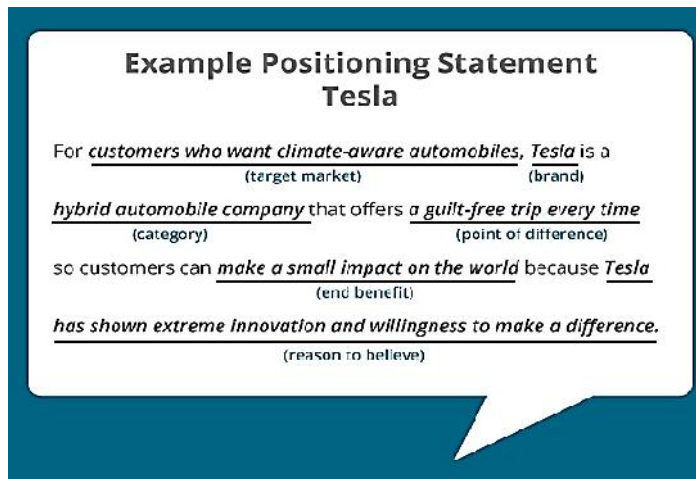 Example Positioning Statement
Tesla
For customers who want climate-aware automobiles, Tesla is a
(target market) (brand)
hybrid automobile company that offers a guilt-free trip every time
(category) (point of difference)
so customers can make a small impact on the world because Tesla
(end benefit)
has shown extreme innovation and willingness to make a difference.
(reason to believe)